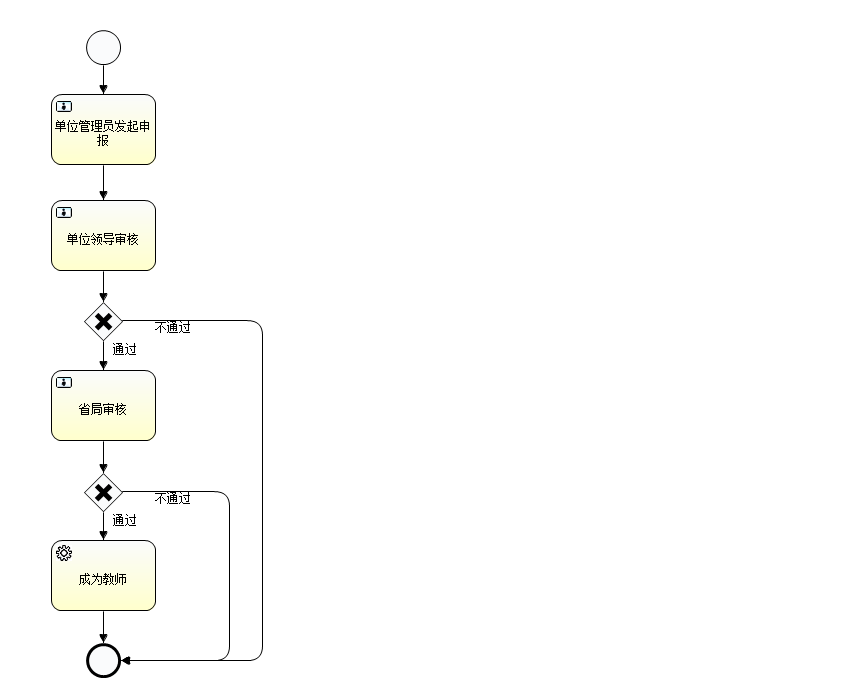 单位管理员发起申
报
单位领导审核
不通过
通过
省局审核
不通过
通过
成为教师